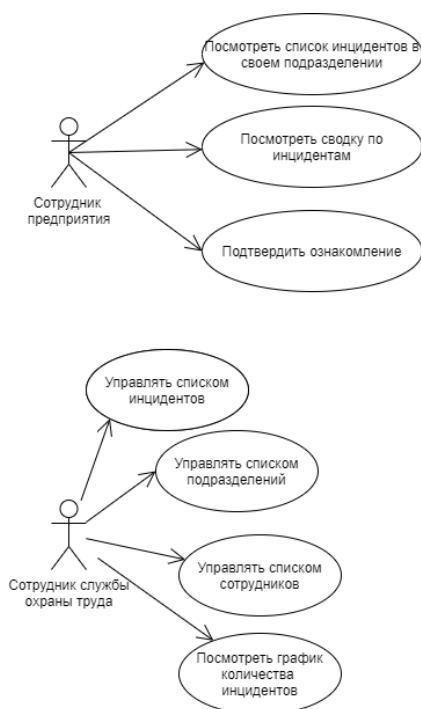 Посмотреть список инцидентов в
своем подразделении
Посмотреть сводку по
инцидентам
Сотрудник
предприятия
Подтвердить ознакомление
Управлять списком
инцидентов
Управлять списком
подразделений
Сотрудник службы
охраны труда
Управлять списком
сотрудников
Посмотреть график
количества
инцидентов